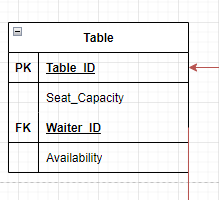 Table
PK Table_ID
Seat_Capacity
FK Waiter_ID
Availability